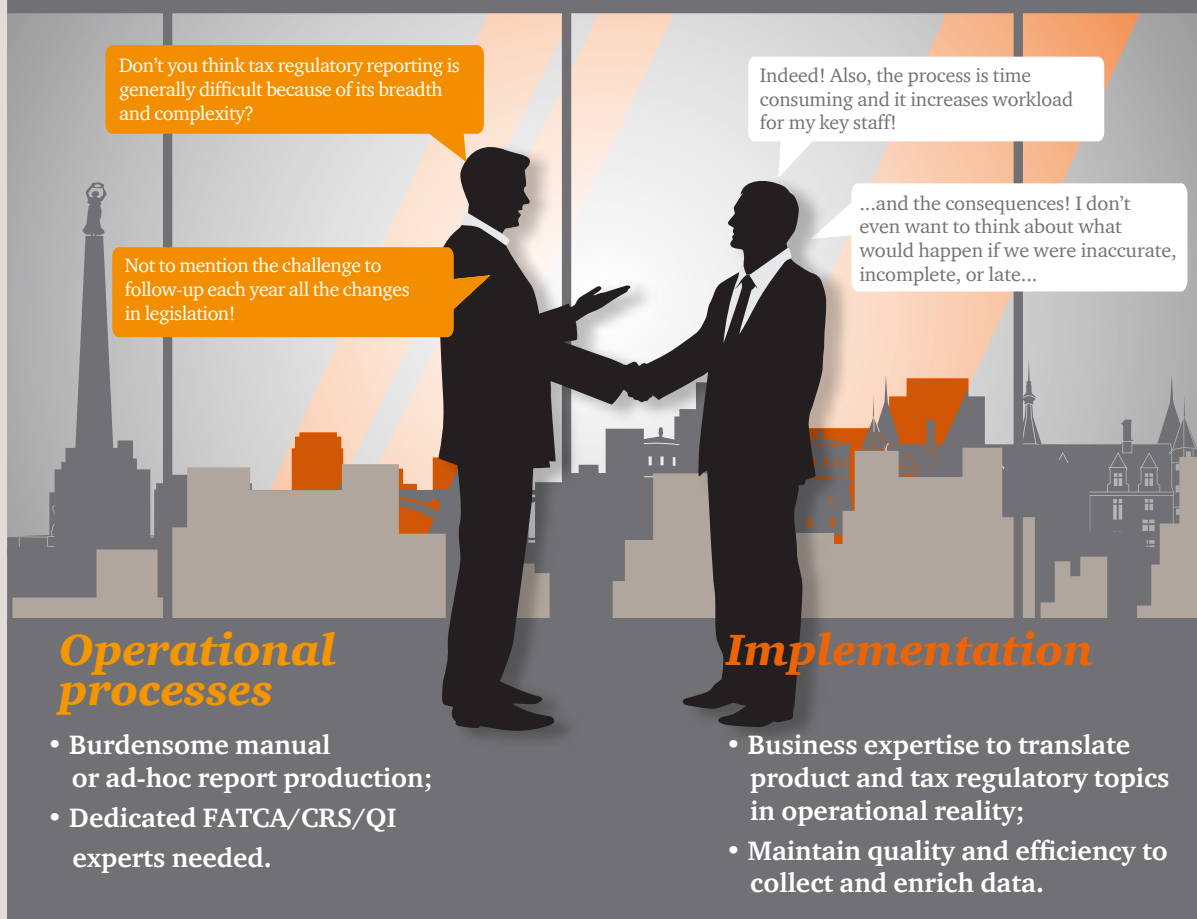 Don't you think tax regulatory reporting is
generally difficult because of its breadth
and complexity?
Indeed! Also, the process is time
consuming and it increases workload
for my key staff!
...and the consequences! I don't
even want to think about what
would happen if we were inaccurate,
incomplete, or late...
Not to mention the challenge to
follow-up each year all the changes
in legislation!
Operational
processes
• Burdensome manual
or ad-hoc report production;
• Dedicated FATCA/CRS/QI
experts needed.
Implementation
• Business expertise to translate
product and tax regulatory topics
in operational reality;
• Maintain quality and efficiency to
collect and enrich data.